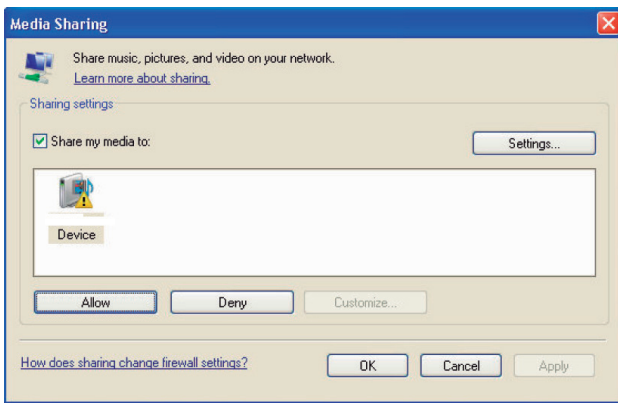 Media Sharing
Share music, pictures, and video on your network.
Learn more about sharing.
Sharing settings
Share my media to:
Settings...
Device
Allow
Deny
Customize...
How does sharing change firewall settings?
OK
Cancel
Apply